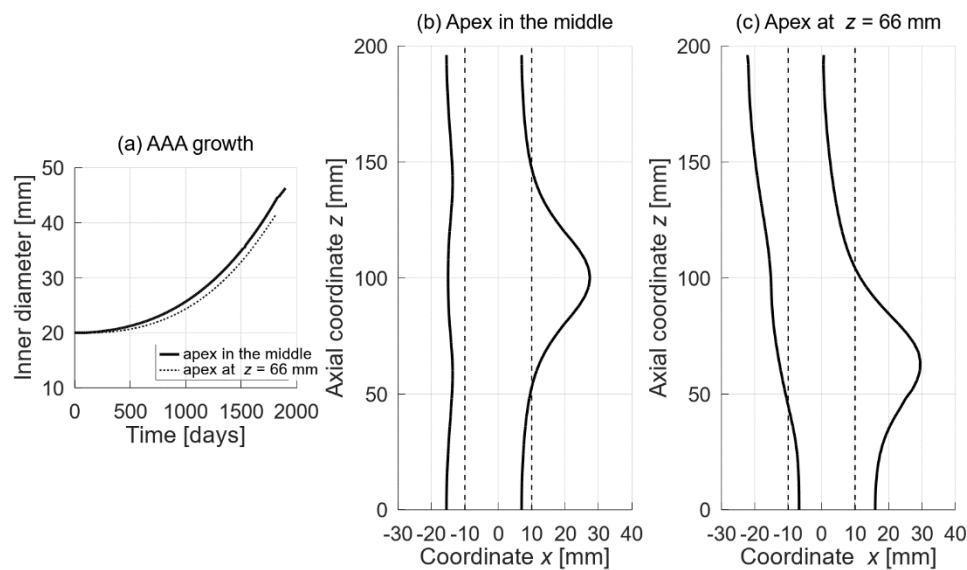 (a) AAA growth
Inner diameter [mm]
50
40
30
20
10
apex in the middle
apex at z = 66 mm
0 500 1000 1500 2000
Time [days]
(b) Apex in the middle
Axial coordinate z [mm]
200
150
100
50
0
-30 -20 -10 0 10 20 30 40
Coordinate x [mm]
(c) Apex at z = 66 mm
Axial coordinate z [mm]
200
150
100
50
0
-30 -20 -10 0 10 20 30 40
Coordinate x [mm]